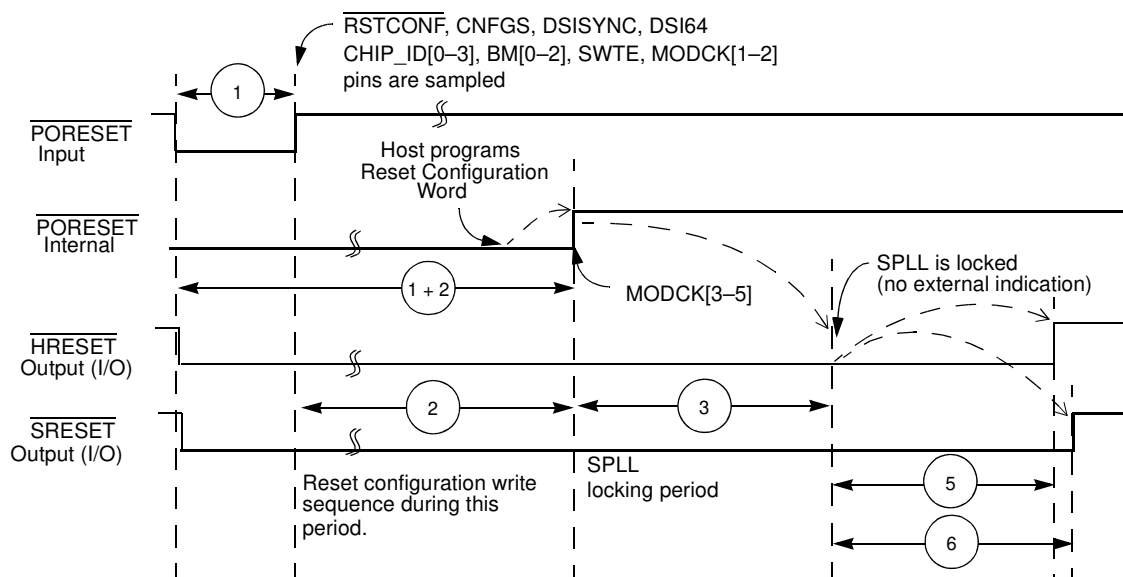 RSTCONF, CNFGS, DSISYNC, DSI64
CHIP_ID[0–3], BM[0–2], SWTE, MODCK[1–2]
pins are sampled
1
PORESET
Input
Host programs
Reset Configuration
Word
PORESET
Internal
1 + 2
MODCK[3–5]
SPLL is locked
(no external indication)
HRESET
Output (I/O)
2
3
SRESET
Output (I/O)
Reset configuration write
sequence during this
period.
SPLL
locking period
5
6